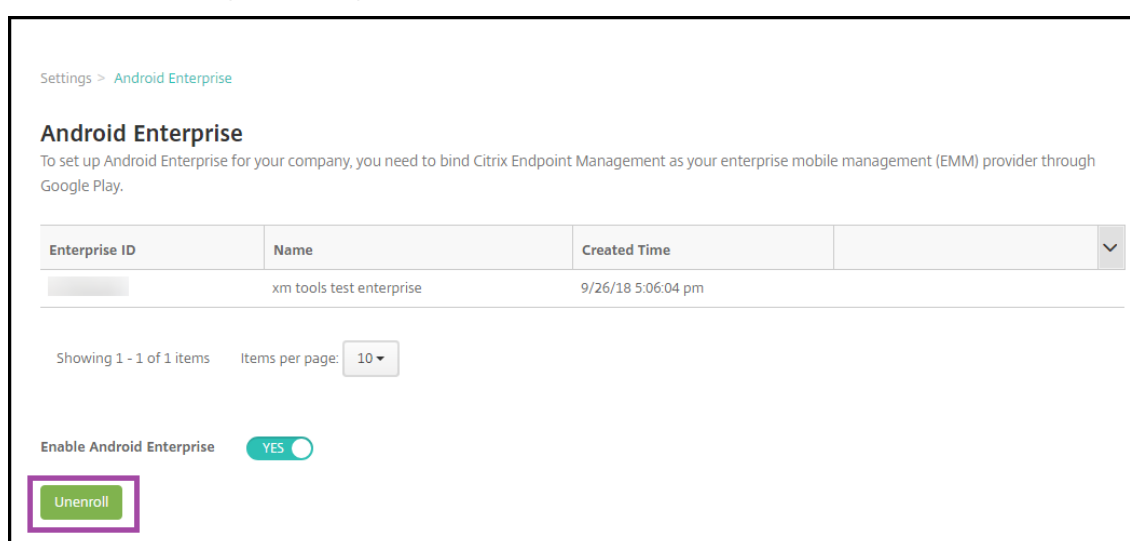 Settings > Android Enterprise
Android Enterprise
To set up Android Enterprise for your company, you need to bind Citrix Endpoint Management as your enterprise mobile management (EMM) provider through
Google Play.
Enterprise ID Name Created Time
xm tools test enterprise 9/26/18 5:06:04 pm
Showing 1 - 1 of 1 items Items per page: 10
Enable Android Enterprise YES
Unenroll